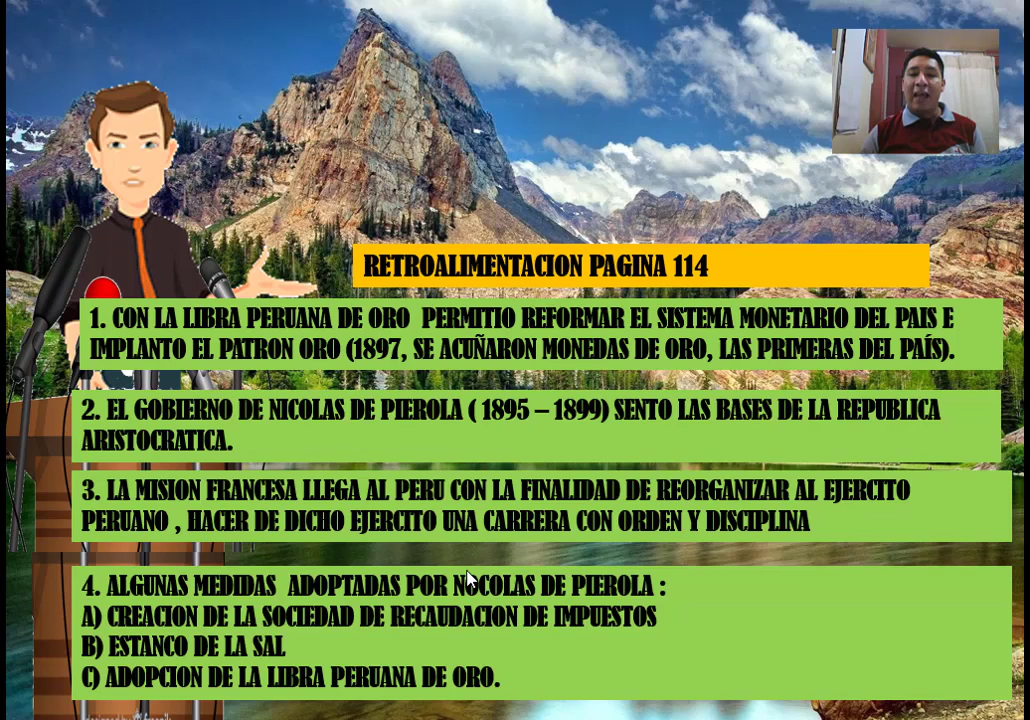 RETROALIMENTACION PAGINA 114
1. CON LA LIBRA PERUANA DE ORO PERMITIO REFORMAR EL SISTEMA MONETARIO DEL PAIS E
IMPLANTO EL PATRON ORO (1897, SE ACUÑARON MONEDAS DE ORO, LAS PRIMERAS DEL PAÍS).
2. EL GOBIERNO DE NICOLAS DE PIEROLA ( 1895 – 1899) SENTO LAS BASES DE LA REPUBLICA
ARISTOCRATICA.
3. LA MISION FRANCESA LLEGA AL PERU CON LA FINALIDAD DE REORGANIZAR AL EJERCITO
PERUANO , HACER DE DICHO EJERCITO UNA CARRERA CON ORDEN Y DISCIPLINA
4. ALGUNAS MEDIDAS ADOPTADAS POR NOCOLAS DE PIEROLA :
A) CREACION DE LA SOCIEDAD DE RECAUDACION DE IMPUESTOS
B) ESTANCO DE LA SAL
C) ADOPCION DE LA LIBRA PERUANA DE ORO.